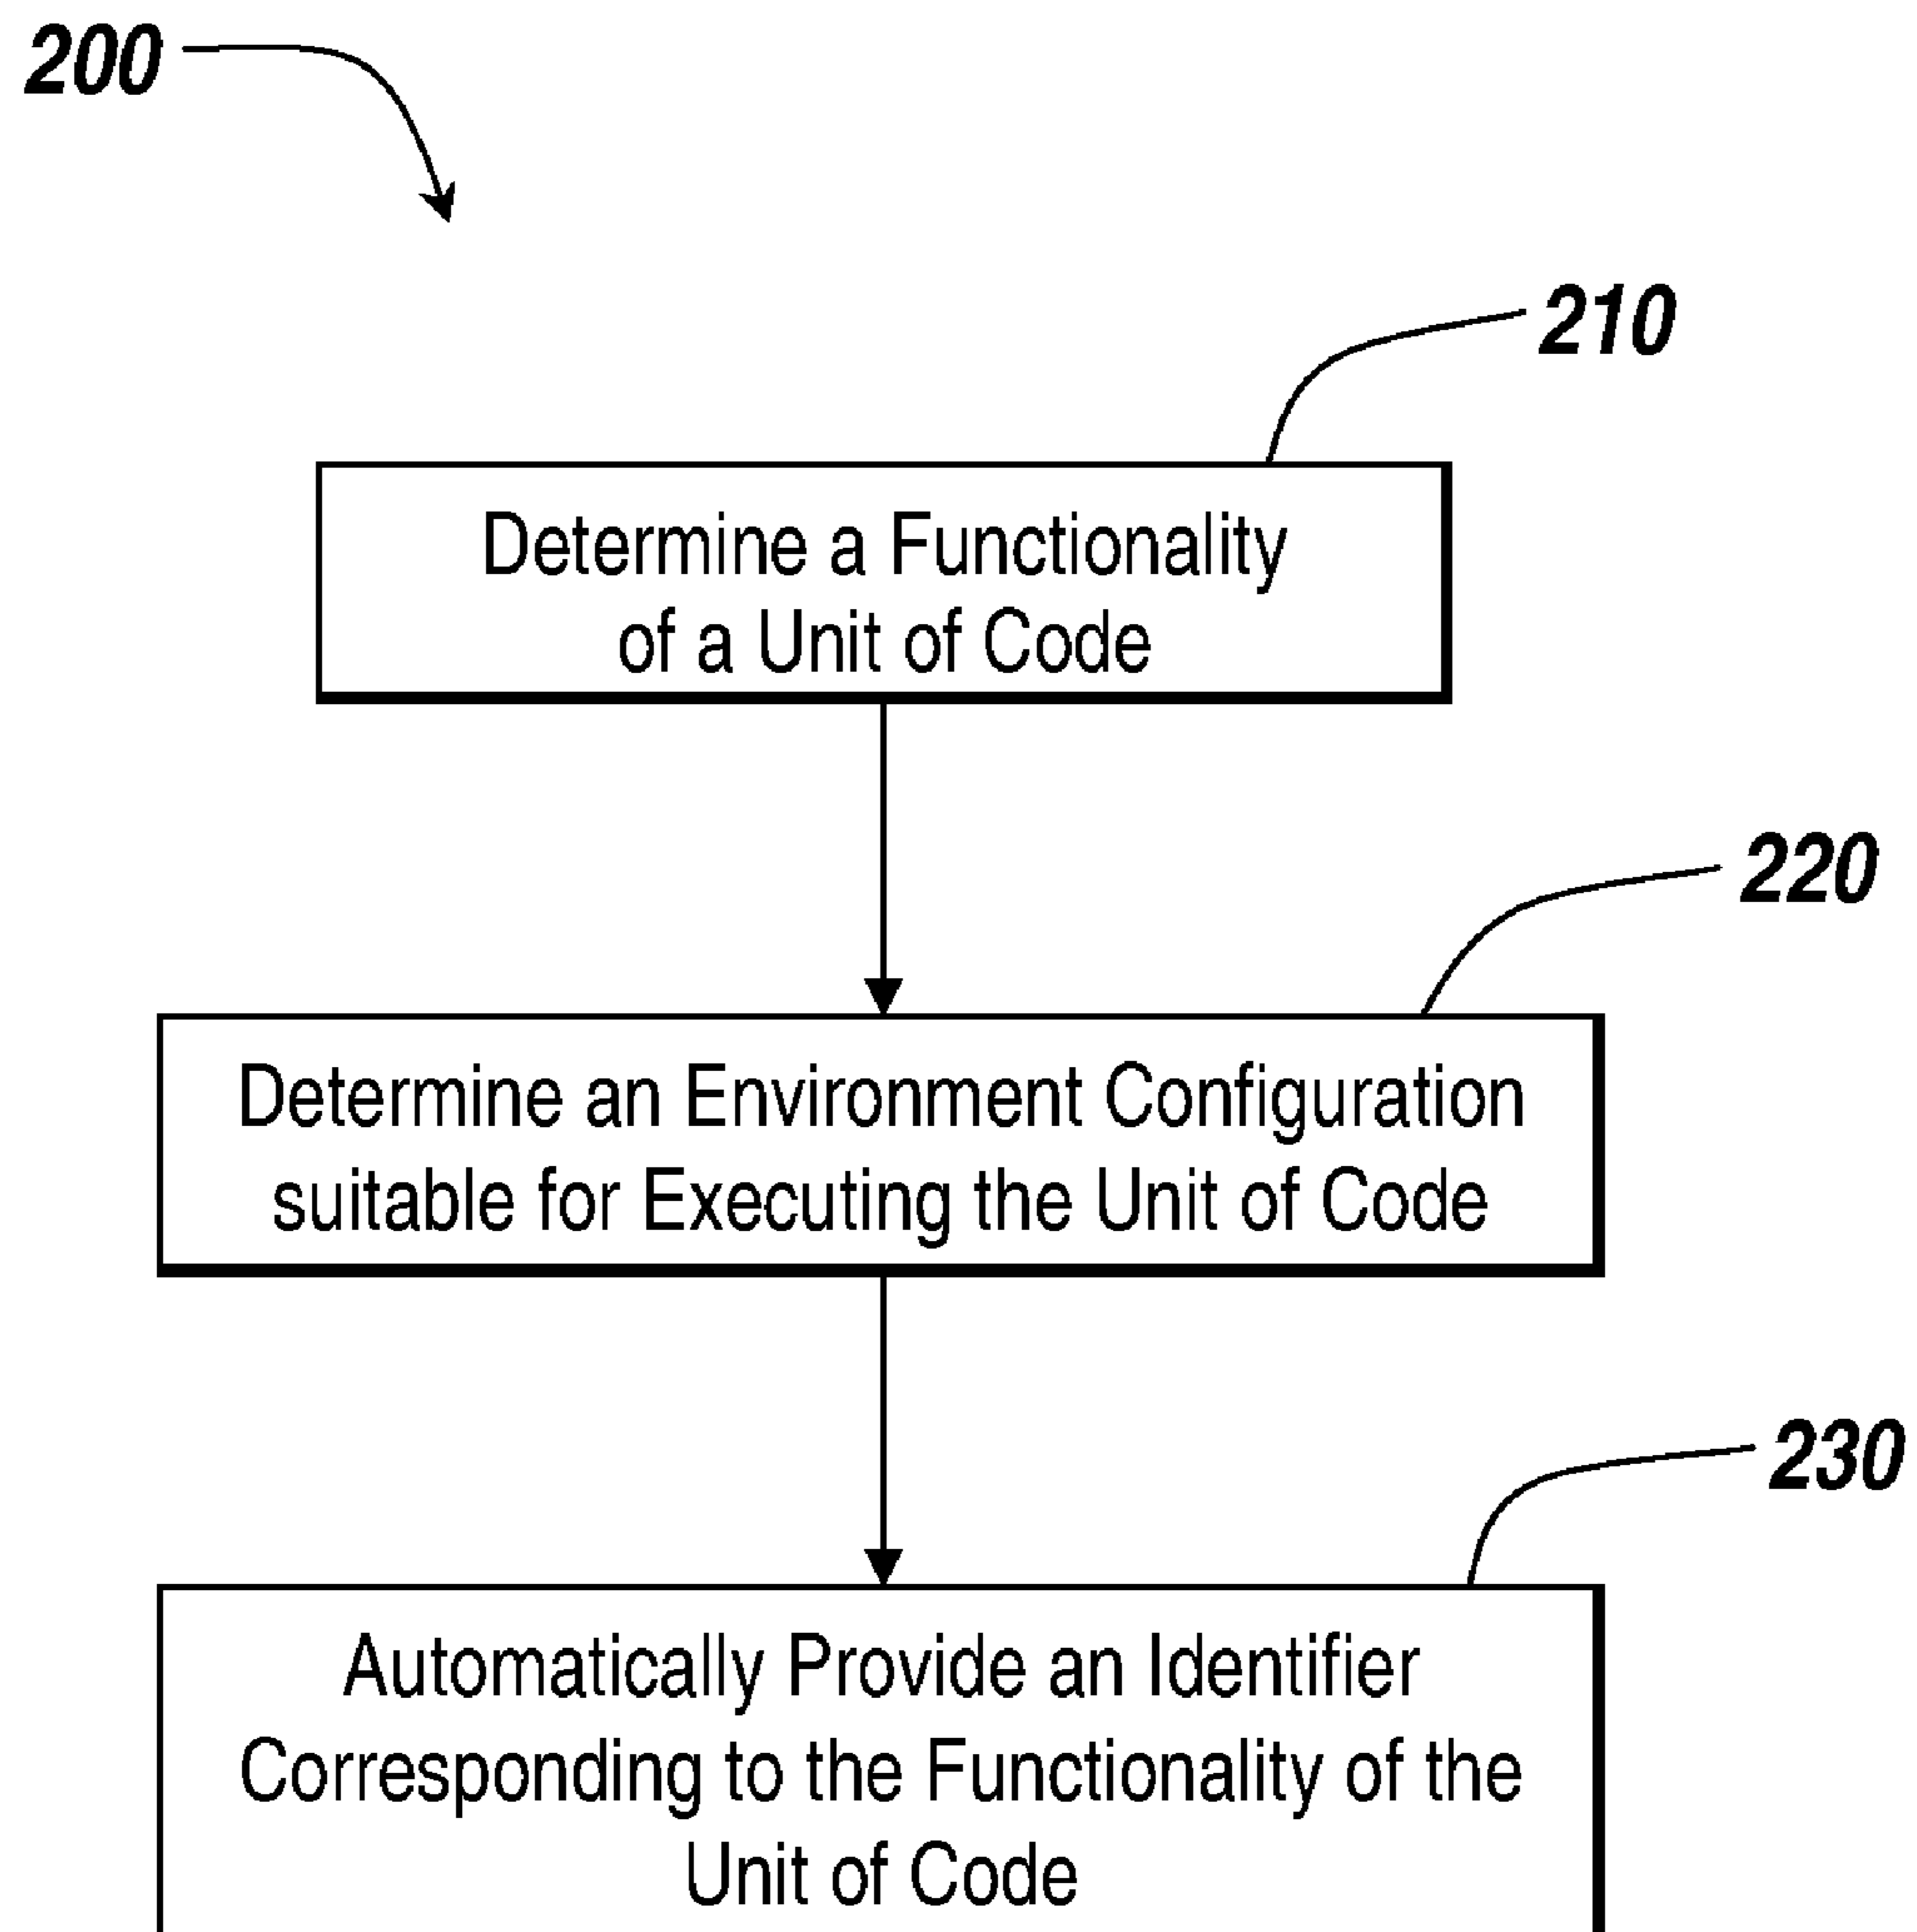 200
210
Determine a Functionality
of a Unit of Code
220
Determine an Environment Configuration
suitable for Executing the Unit of Code
230
Automatically Provide an Identifier
Corresponding to the Functionality of the
Unit of Code